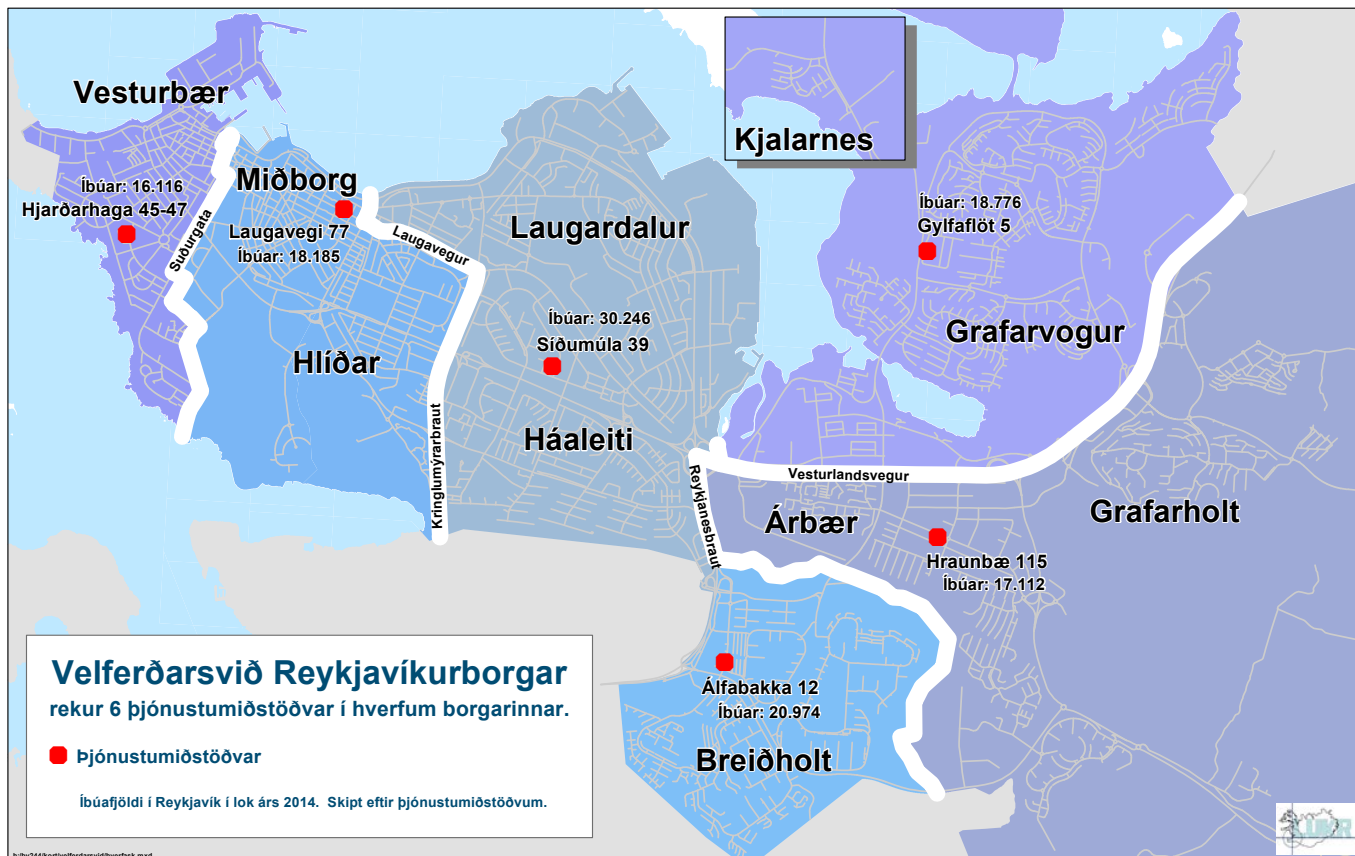 Vesturbær
Íbúar: 16.116
Hjarðarhaga 45-47
Suðurgata
Miðborg
Laugavegi 77
Íbúar: 18.185
Laugavegur
Hlíðar
Kringlumýrarbraut
Laugardalur
Íbúar: 30.246
Síðumúla 39
Háaleiti
Reykjanesbraut
Kjalarnes
Íbúar: 18.776
Gylfaflöt 5
Grafarvogur
Vesturlandsvegur
Árbær
Grafarholt
Hraunbæ 115
Íbúar: 17.112
Álfabakka 12
Íbúar: 20.974
Breiðholt
Velferðarsvið Reykjavíkurborgar
rekur 6 þjónustumiðstöðvar í hverfum borgarinnar.
Þjónustumiðstöðvar
Íbúafjöldi í Reykjavík í lok árs 2014. Skipt eftir þjónustumiðstöðvum.